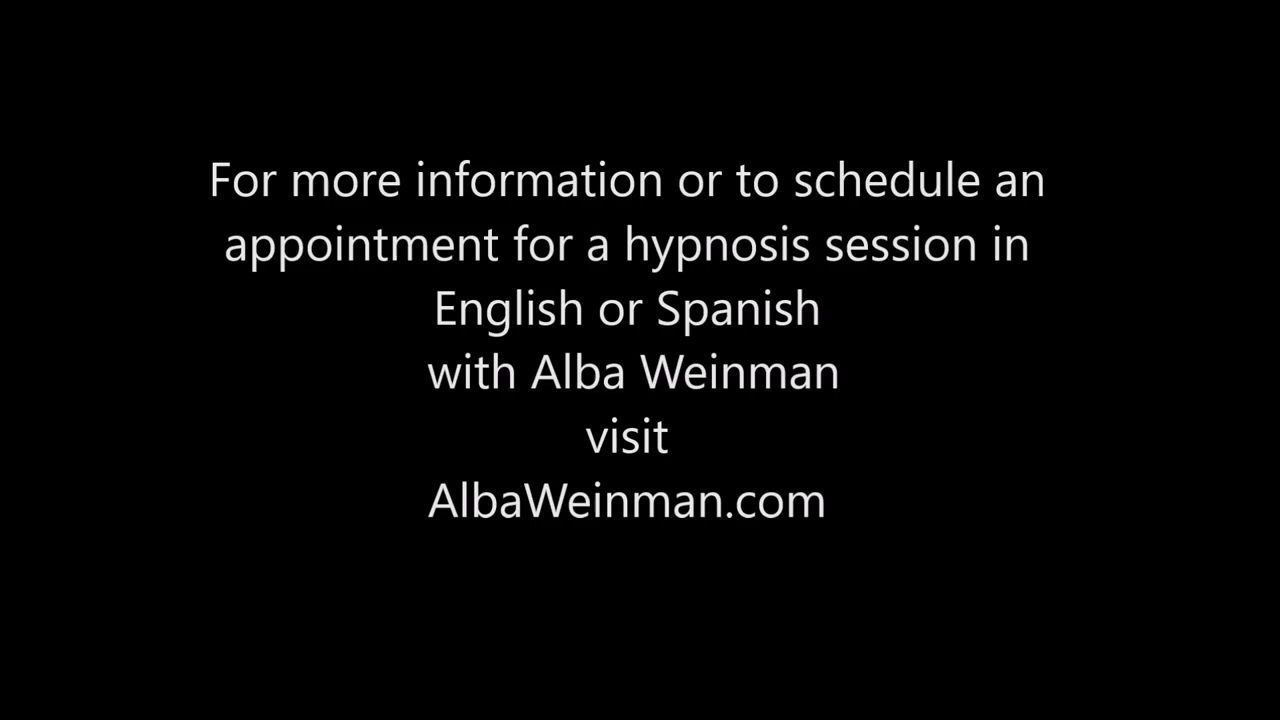 For more information or to schedule an
appointment for a hypnosis session in
English or Spanish
with Alba Weinman
visit
AlbaWeinman.com